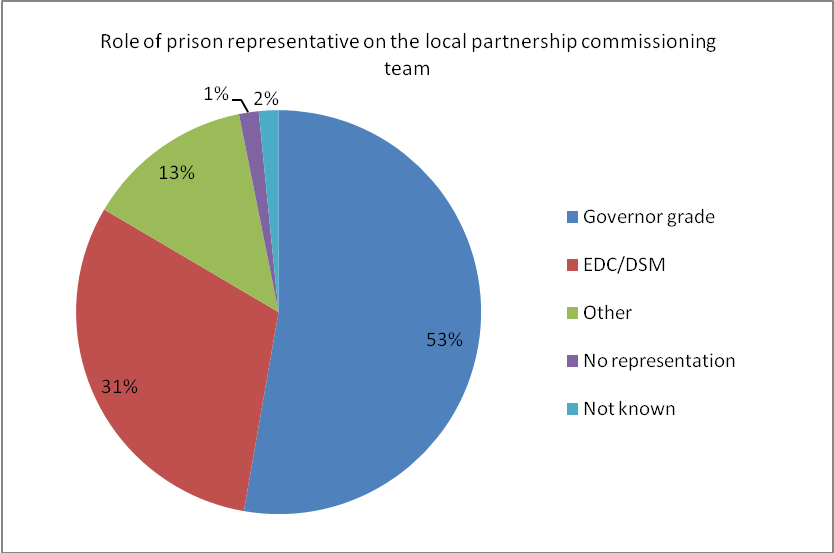 Role of prison representative on the local partnership commissioning
team
1%
2%
13%
53%
31%
Governor grade
EDC/DSM
Other
No representation
Not known